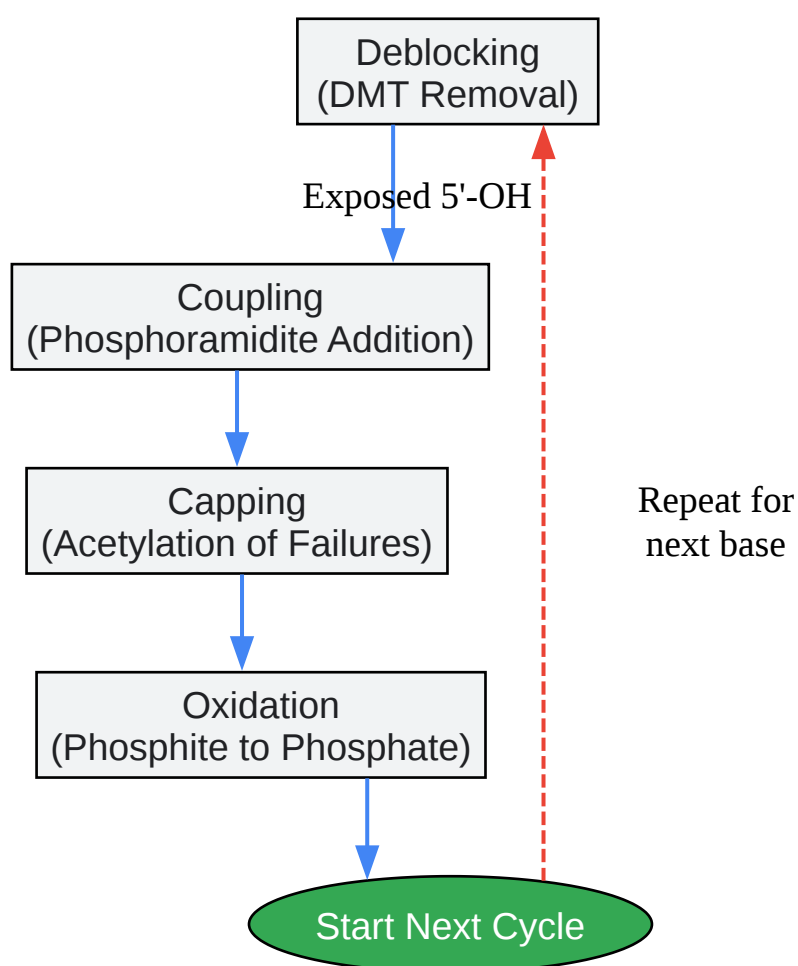 Deblocking
(DMT Removal)
Exposed 5'-OH
Coupling
(Phosphoramidite Addition)
Capping
(Acetylation of Failures)
Repeat for
next base
Oxidation
(Phosphite to Phosphate)
Start Next Cycle